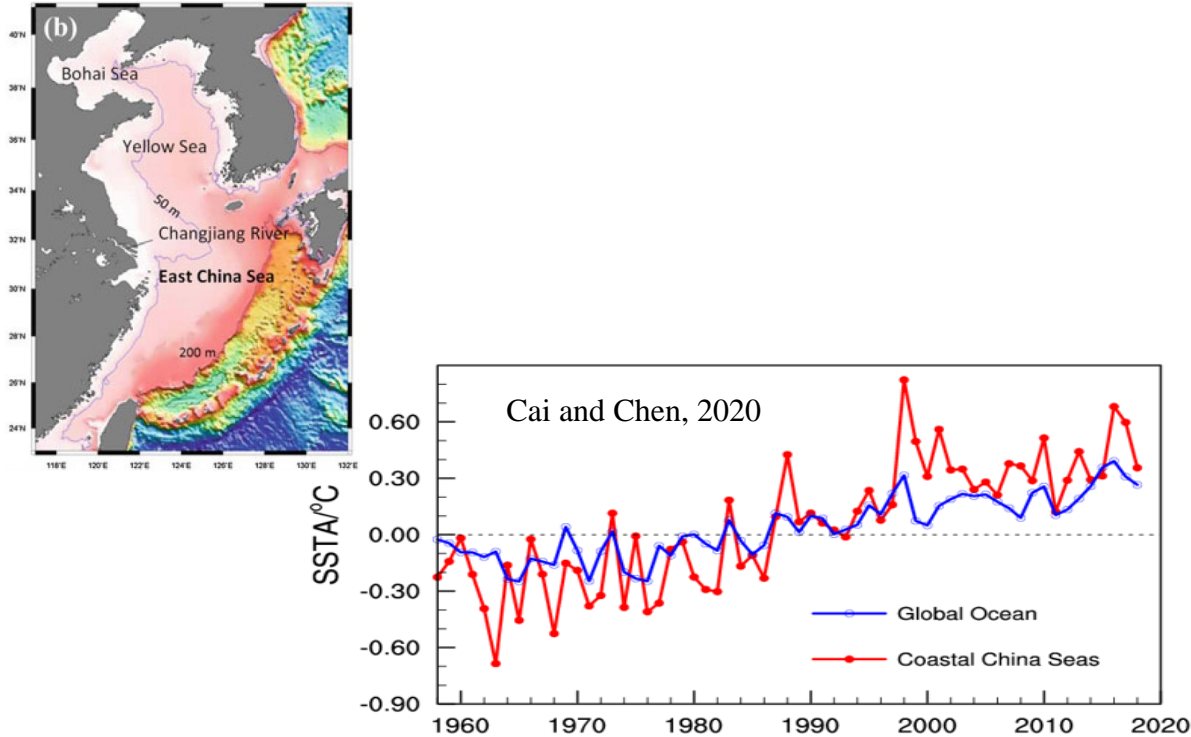 (b)
40°N
38°N
36°N
34°N
32°N
30°N
28°N
26°N
24°N
118°E 120°E 122°E 124°E 126°E 128°E 130°E 132°E
Bohai Sea
Yellow Sea
50 m
Changjiang River
East China Sea
200 m
Cai and Chen, 2020
SSTA/⁰C
0.60
0.30
0.00
-0.30
-0.60
-0.90
Global Ocean
Coastal China Seas
1960 1970 1980 1990 2000 2010 2020